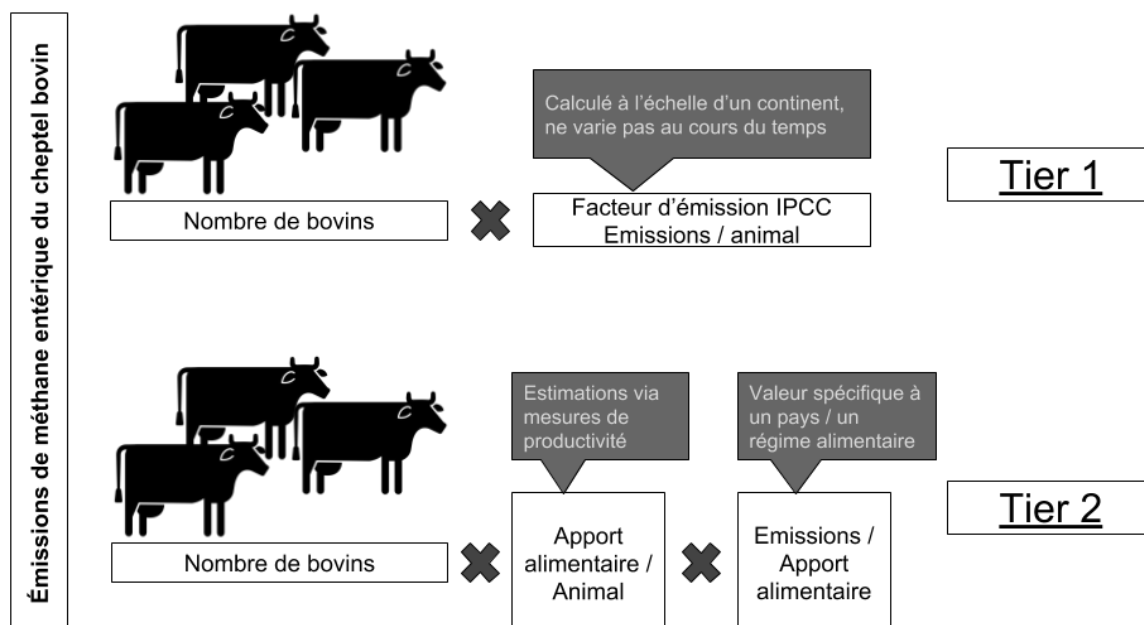 Émissions de méthane entérique du cheptel bovin
Calculé à l'échelle d'un continent,
ne varie pas au cours du temps
Nombre de bovins
Facteur d'émission IPCC
Emissions / animal
Tier 1
Estimations via
mesures de
productivité
Valeur spécifique à
un pays / un
régime alimentaire
Nombre de bovins
Apport
alimentaire /
Animal
Emissions /
Apport
alimentaire
Tier 2